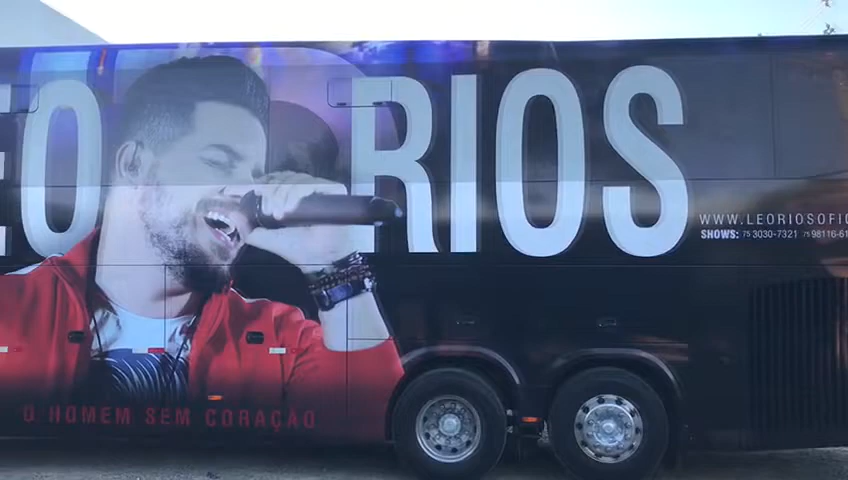 EO RIOS
WWW.LEORIOSOFIC
SHOWS: 75 3030-7321 75 98116-61
O HOMEM SEM CORAÇÃO